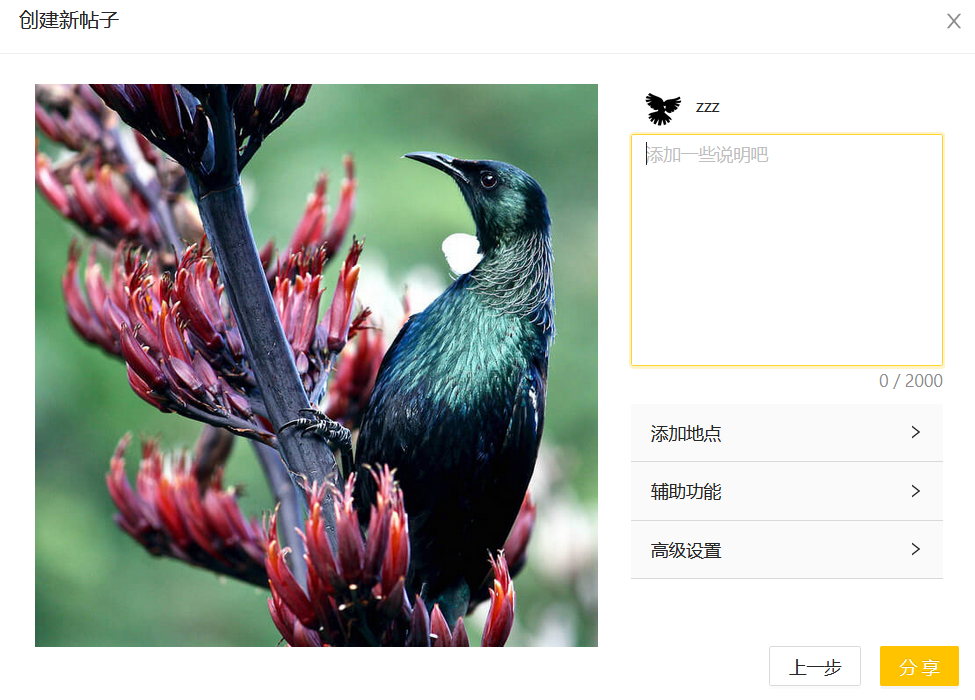 创建新帖子
zzz
添加一些说明吧
0 / 2000
添加地点
辅助功能
高级设置
上一步
分享